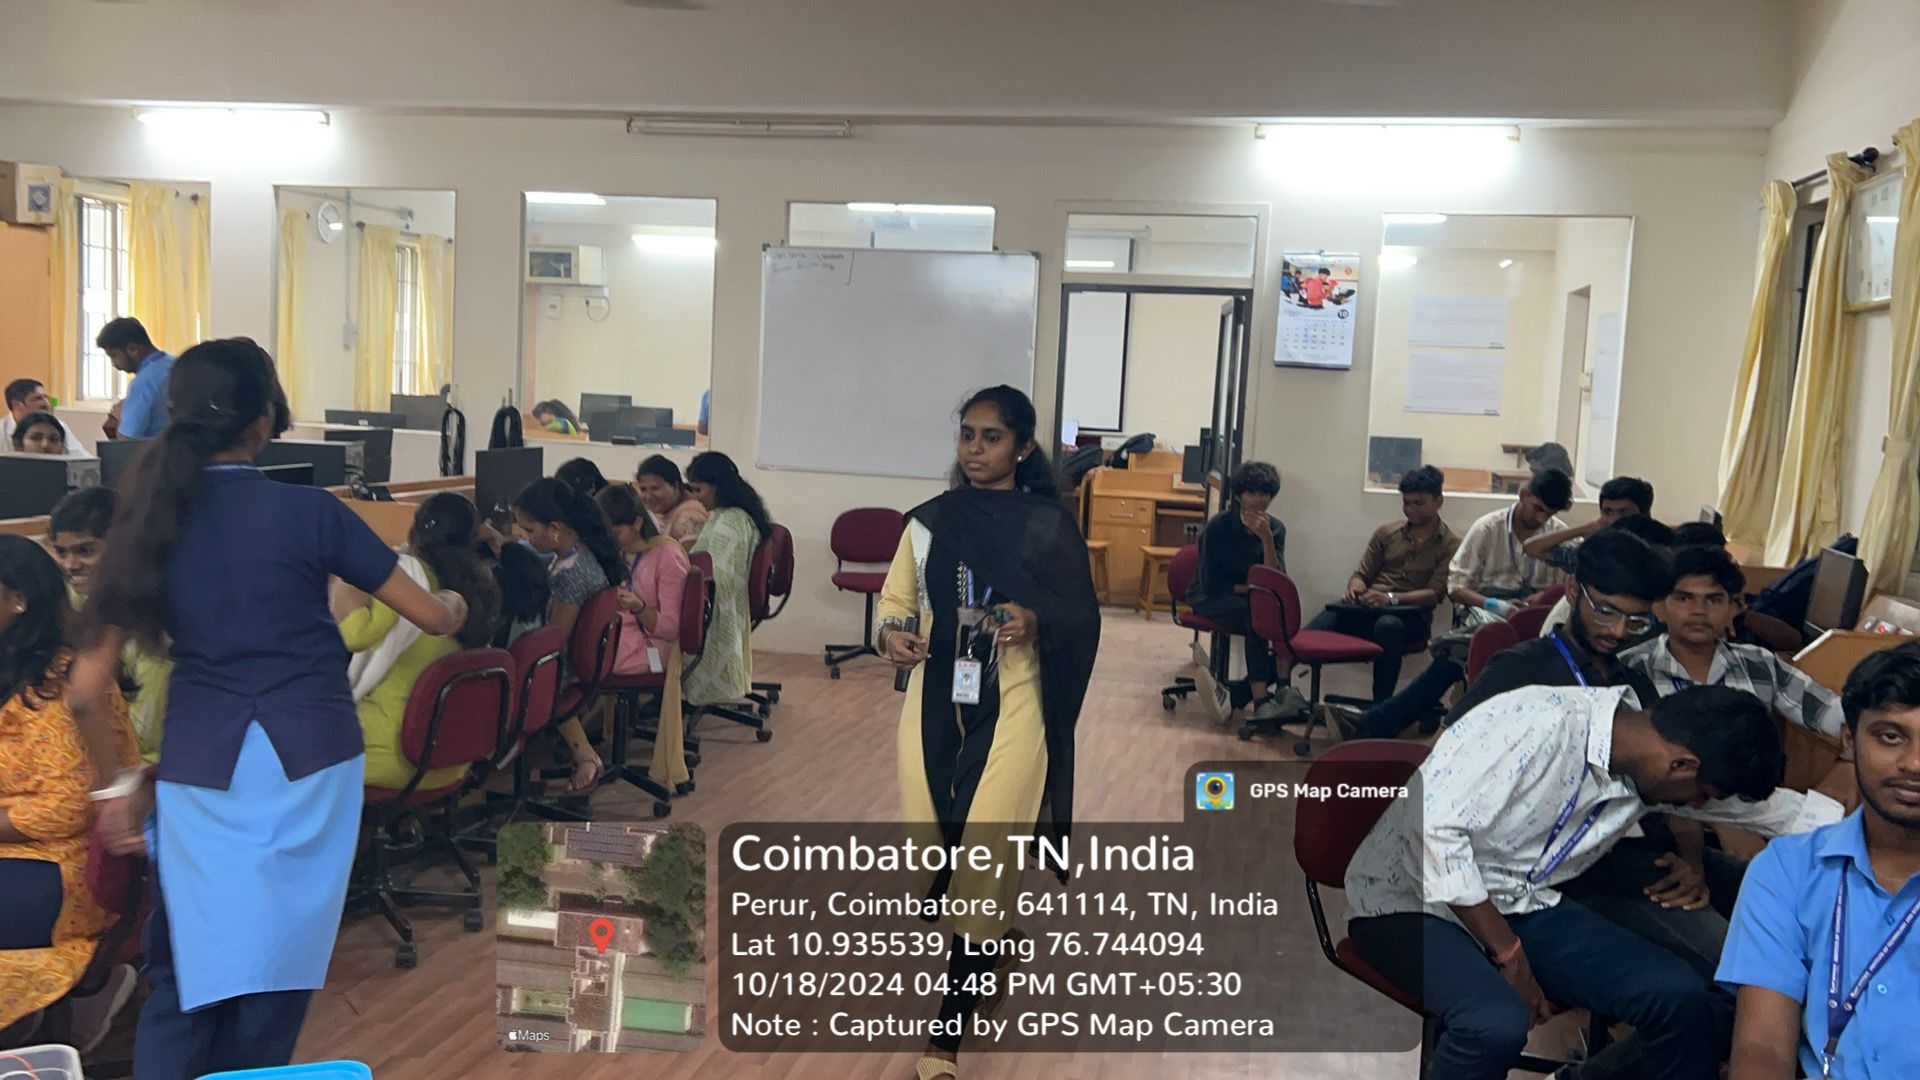 GPS Map Camera
Coimbatore,TN,India
Perur, Coimbatore, 641114, TN, India
Lat 10.935539, Long 76.744094
10/18/2024 04:48 PM GMT+05:30
Note : Captured by GPS Map Camera
Maps
10